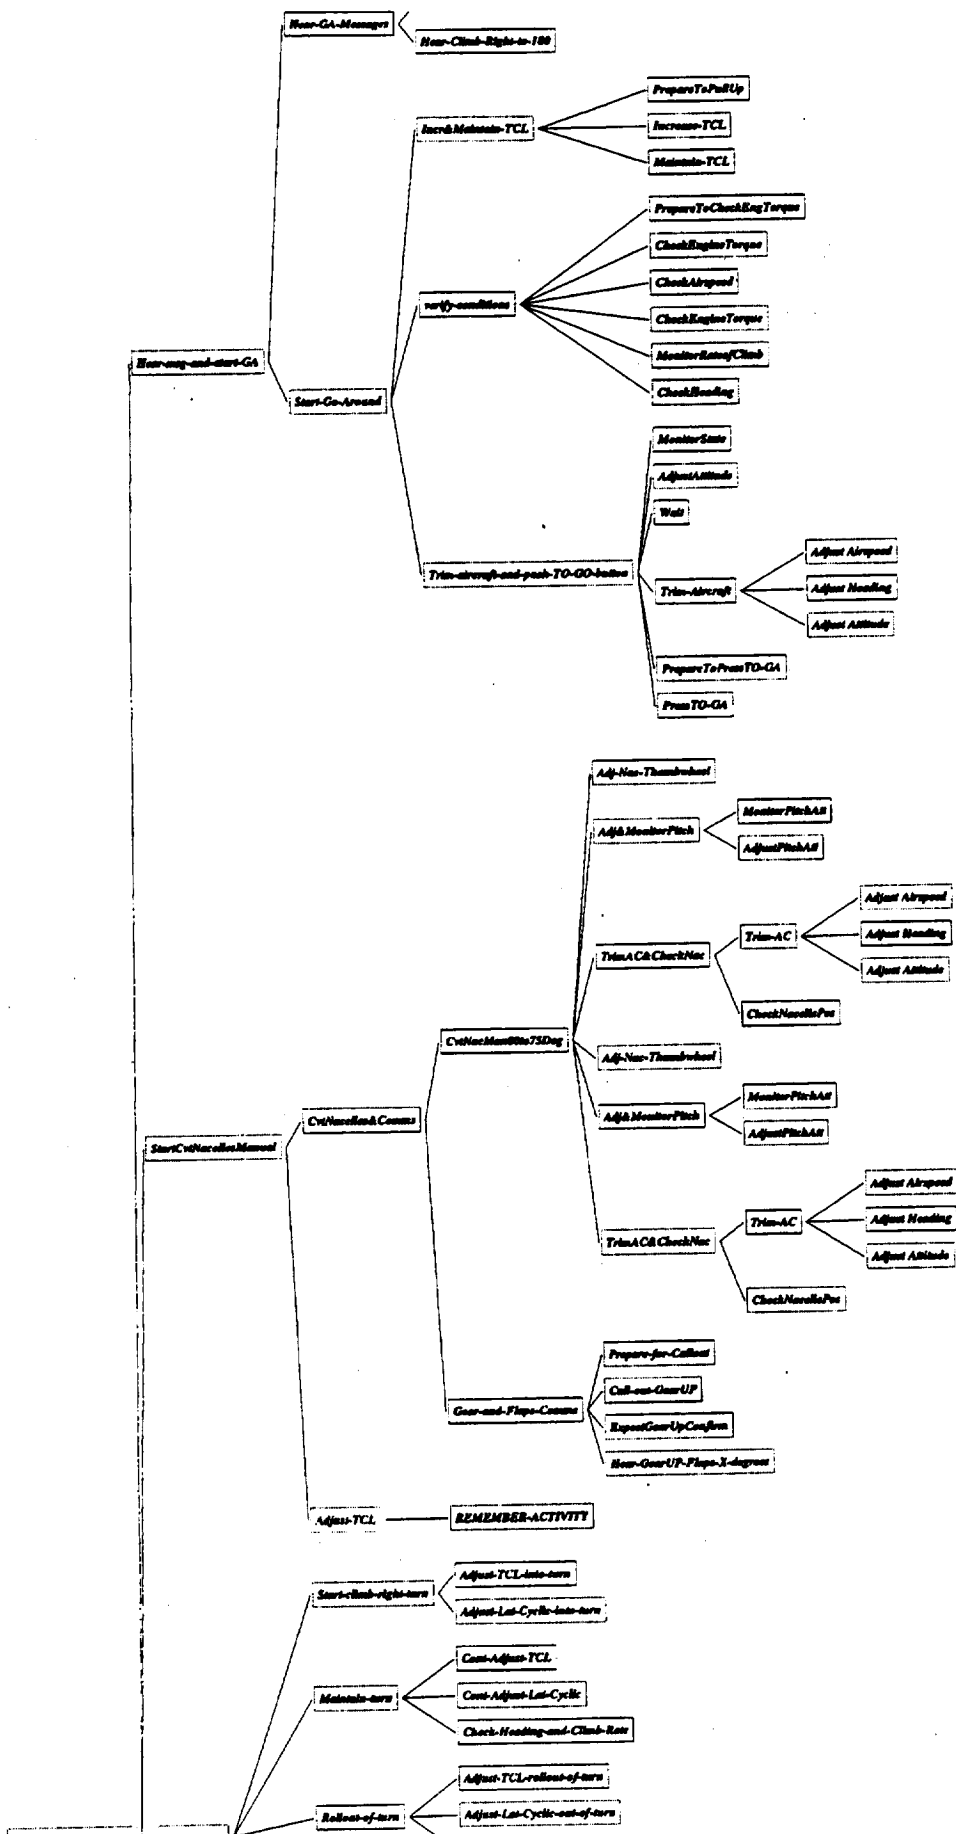 Hear-GA-Messages
Hear-Climb-Right-to-180
PrepareToPullUp
Incr&Maintain-TCL
Increase-TCL
Maintain-TCL
PrepareToCheckEngTorque
CheckEngineTorque
CheckAirspeed
verify-conditions
CheckEngineTorque
MonitorRateofClimb
Hear-msg-and-start-GA
CheckHeading
Start-Go-Around
MonitorState
AdjustAttitude
Wait
Adjust Airspeed
Trim-aircraft-and-push-TO-GO-button
Trim-Aircraft
Adjust Heading
Adjust Attitude
PrepareToPressTO-GA
PressTO-GA
Adj-Nac-Thumbwheel
MonitorPitchAtt
Adj&MonitorPitch
AdjustPitchAtt
Adjust Airspeed
Trim-AC
Adjust Heading
TrimAC&CheckNac
Adjust Attitude
CheckNacellePos
CvtNacMan80to75Deg
Adj-Nac-Thumbwheel
MonitorPitchAtt
Adj&MonitorPitch
CvtNacelles&Comms
AdjustPitchAtt
StartCvtNacellesManual
Adjust Airspeed
Trim-AC
Adjust Heading
TrimAC&CheckNac
Adjust Attitude
CheckNacellePos
Prepare-for-Callout
Call-out-GearUP
Gear-and-Flaps-Comms
ExpectGearUpConfirm
Hear-GearUP-Flaps-X-degrees
Adjust-TCL
REMEMBER-ACTIVITY
Adjust-TCL-into-turn
Start-climb-right-turn
Adjust-Lat-Cyclic-into-turn
Cont-Adjust-TCL
Maintain-turn
Cont-Adjust-Lat-Cyclic
Check-Heading-and-Climb-Rate
Adjust-TCL-rollout-of-turn
Rollout-of-turn
Adjust-Lat-Cyclic-out-of-turn